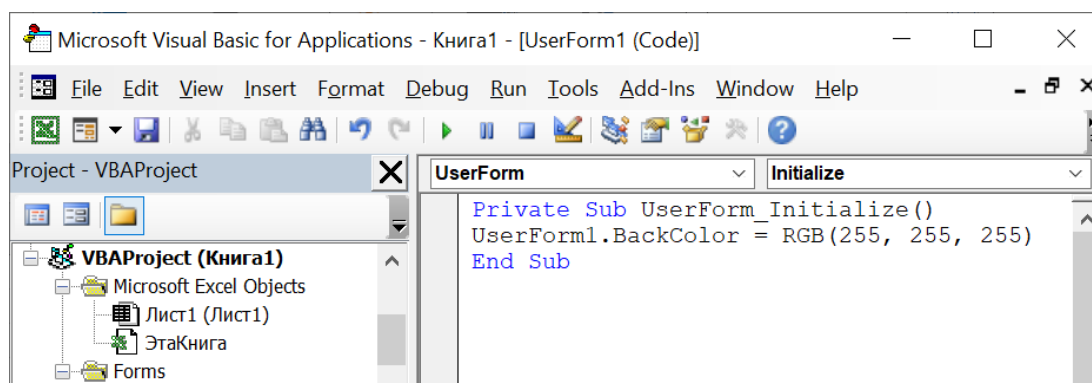 Microsoft Visual Basic for Applications - Книга1 - [UserForm1 (Code)]
File Edit View Insert Format Debug Run Tools Add-Ins Window Help
Project - VBAProject
UserForm
Initialize
Private Sub UserForm_Initialize()
UserForm1.BackColor = RGB(255, 255, 255)
End Sub
VBAProject (Книга1)
Microsoft Excel Objects
Лист1 (Лист1)
ЭтаКнига
Forms